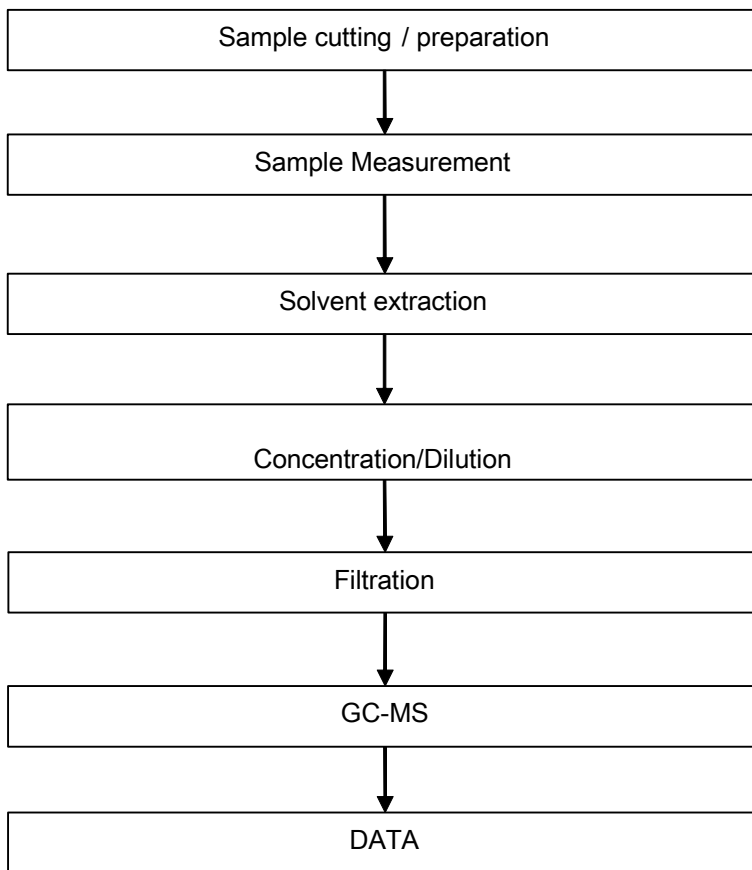 Sample cutting / preparation
Sample Measurement
Solvent extraction
Concentration/Dilution
Filtration
GC-MS
DATA